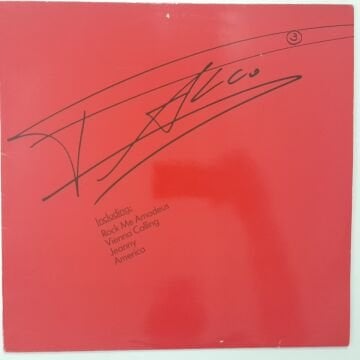 3
FALCO
Including:
Rock Me Amadeus
Vienna Calling
Jeanny
America